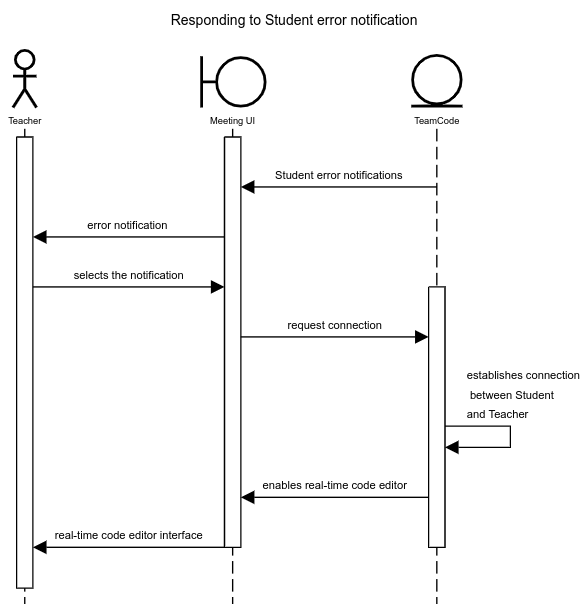 Responding to Student error notification
Teacher
Meeting UI
TeamCode
Student error notifications
error notification
selects the notification
request connection
establishes connection
between Student
and Teacher
enables real-time code editor
real-time code editor interface